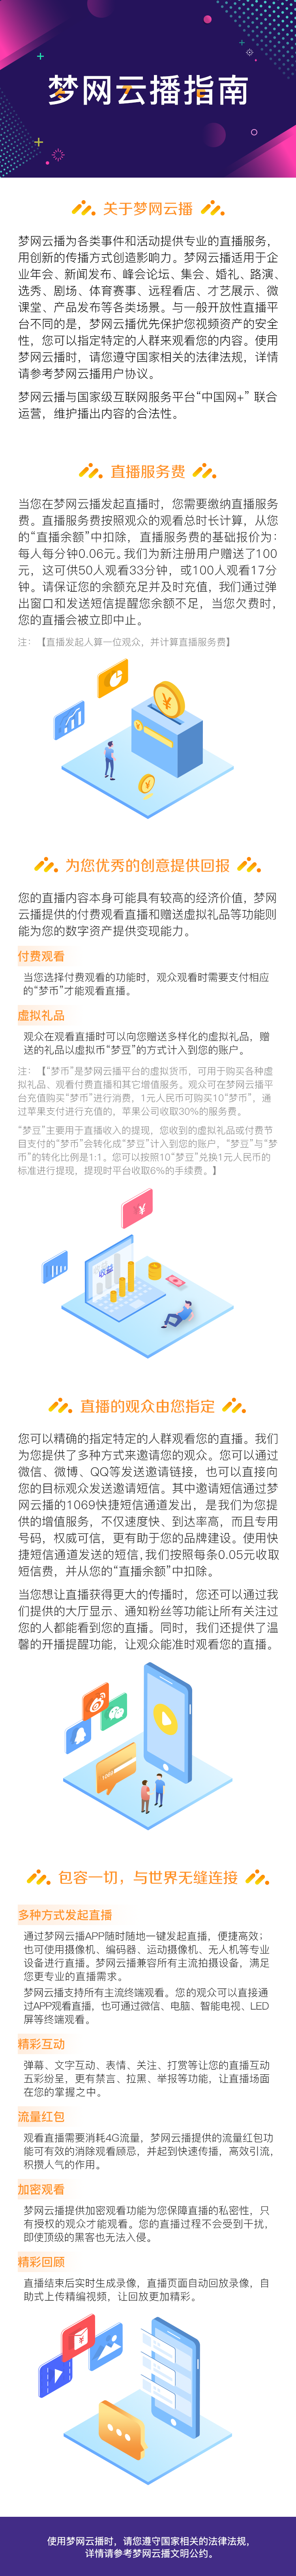 梦网云播指南
关于梦网云播
梦网云播为各类事件和活动提供专业的直播服务，
用创新的传播方式创造影响力。梦网云播适用于企
业年会、新闻发布、峰会论坛、集会、婚礼、路演、
选秀、剧场、体育赛事、远程看店、才艺展示、微
课堂、产品发布等各类场景。与一般开放性直播平
台不同的是，梦网云播优先保护您视频资产的安全
性，您可以指定特定的人群来观看您的内容。使用
梦网云播时，请您遵守国家相关的法律法规，详情
请参考梦网云播用户协议。
梦网云播与国家级互联网服务平台“中国网+” 联合
运营，维护播出内容的合法性。
直播服务费
当您在梦网云播发起直播时，您需要缴纳直播服务
费。直播服务费按照观众的观看总时长计算，从您
的“直播余额”中扣除，直播服务费的基础报价为：
每人每分钟0.06元。我们为新注册用户赠送了100
元，这可供50人观看33分钟，或100人观看17分
钟。请保证您的余额充足并及时充值，我们通过弹
出窗口和发送短信提醒您余额不足，当您欠费时，
您的直播会被立即中止。
注：【直播发起人算一位观众，并计算直播服务费】
¥
¥
为您优秀的创意提供回报
您的直播内容本身可能具有较高的经济价值，梦网
云播提供的付费观看直播和赠送虚拟礼品等功能则
能为您的数字资产提供变现能力。
付费观看
当您选择付费观看的功能时，观众观看时需要支付相应
的“梦币”才能观看直播。
虚拟礼品
观众在观看直播时可以向您赠送多样化的虚拟礼品，赠
送的礼品以虚拟币“梦豆”的方式计入到您的账户。
注：【“梦币”是梦网云播平台的虚拟货币，可用于购买各种虚
拟礼品、观看付费直播和其它增值服务。观众可在梦网云播平
台充值购买“梦币”进行消费，1元人民币可购买10“梦币”，通
过苹果支付进行充值的，苹果公司收取30%的服务费。
“梦豆”主要用于直播收入的提现，您收到的虚拟礼品或付费节
目支付的“梦币”会转化成“梦豆”计入到您的账户，“梦豆”与“梦
币”的转化比例是1:1。您可以按照10“梦豆”兑换1元人民币的
标准进行提现，提现时平台收取6%的手续费。】
¥
收益
直播的观众由您指定
您可以精确的指定特定的人群观看您的直播。我们
为您提供了多种方式来邀请您的观众。您可以通过
微信、微博、QQ等发送邀请链接，也可以直接向
您的目标观众发送邀请短信。其中邀请短信通过梦
网云播的1069快捷短信通道发出，是我们为您提
供的增值服务，不仅速度快、到达率高，而且专用
号码，权威可信，更有助于您的品牌建设。使用快
捷短信通道发送的短信，我们按照每条0.05元收取
短信费，并从您的“直播余额”中扣除。
当您想让直播获得更大的传播时，您还可以通过我
们提供的大厅显示、通知粉丝等功能让所有关注过
您的人都能看到您的直播。同时，我们还提供了温
馨的开播提醒功能，让观众能准时观看您的直播。
包容一切，与世界无缝连接
多种方式发起直播
通过梦网云播APP随时随地一键发起直播，便捷高效；
也可使用摄像机、编码器、运动摄像机、无人机等专业
设备进行直播。梦网云播兼容所有主流拍摄设备，满足
您更专业的直播需求。
梦网云播支持所有主流终端观看。您的观众可以直接通
过APP观看直播，也可通过微信、电脑、智能电视、LED
屏等终端观看。
精彩互动
弹幕、文字互动、表情、关注、打赏等让您的直播互动
五彩纷呈，更有禁言、拉黑、举报等功能，让直播场面
在您的掌握之中。
流量红包
观看直播需要消耗4G流量，梦网云播提供的流量红包功
能可有效的消除观看顾忌，并起到快速传播，高效引流，
积攒人气的作用。
加密观看
梦网云播提供加密观看功能为您保障直播的私密性，只
有授权的观众才能观看。您的直播过程不会受到干扰，
即使顶级的黑客也无法入侵。
精彩回顾
直播结束后实时生成录像，直播页面自动回放录像，自
助式上传精编视频，让回放更加精彩。
¥
使用梦网云播时，请您遵守国家相关的法律法规，
详情请参考梦网云播文明公约。